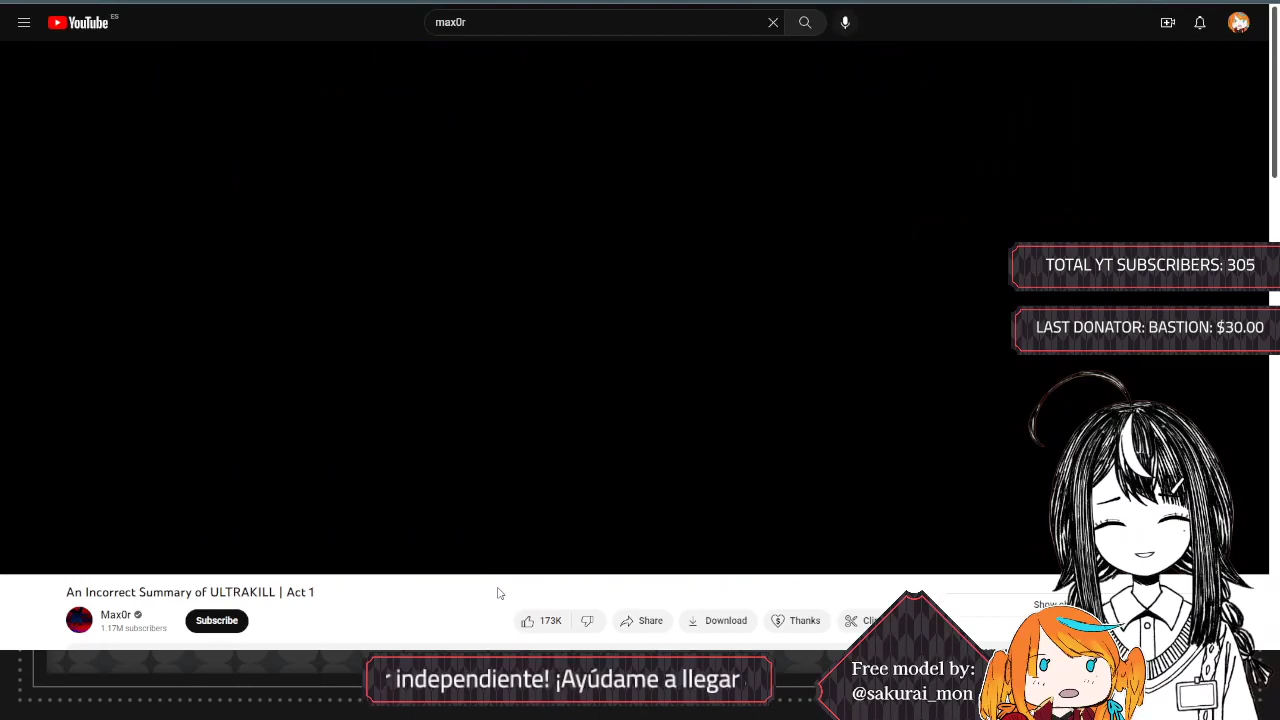 YouTube ES
max0r
TOTAL YT SUBSCRIBERS: 305
LAST DONATOR: BASTION: $30.00
An Incorrect Summary of ULTRAKILL | Act 1
Max0r
1.17M subscribers
Subscribe
173K
Share
Download
Thanks
independiente! ¡Ayúdame a llegar
Free model by:
@sakurai_mon